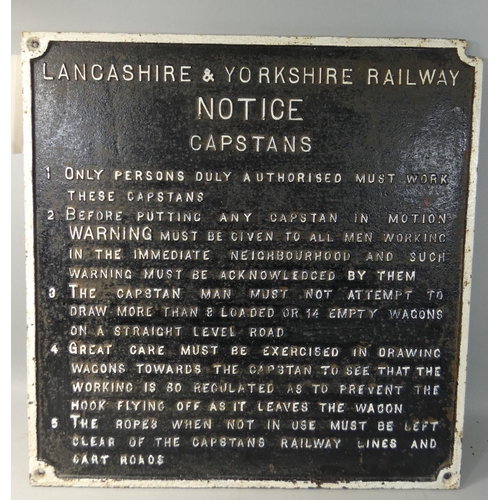 LANCASHIRE & YORKSHIRE RAILWAY
NOTICE
CAPSTANS
1 ONLY PERSONS DULY AUTHORISED MUST WORK
THESE CAPSTANS
2 BEFORE PUTTING ANY CAPSTAN IN MOTION
WARNING MUST BE GIVEN TO ALL MEN WORKING
IN THE IMMEDIATE NEIGHBOURHOOD AND SUCH
WARNING MUST BE ACKNOWLEDGED BY THEM
3 THE CAPSTAN MAN MUST NOT ATTEMPT TO
DRAW MORE THAN 8 LOADED OR 14 EMPTY WAGONS
ON A STRAIGHT LEVEL ROAD
4 GREAT CARE MUST BE EXERCISED IN DRAWING
WAGONS TOWARDS THE CAPSTAN TO SEE THAT THE
WORKING IS SO REGULATED AS TO PREVENT THE
HOOK FLYING OFF AS IT LEAVES THE WAGON
5 THE ROPES WHEN NOT IN USE MUST BE LEFT
CLEAR OF THE CAPSTANS RAILWAY LINES AND
CART ROADS